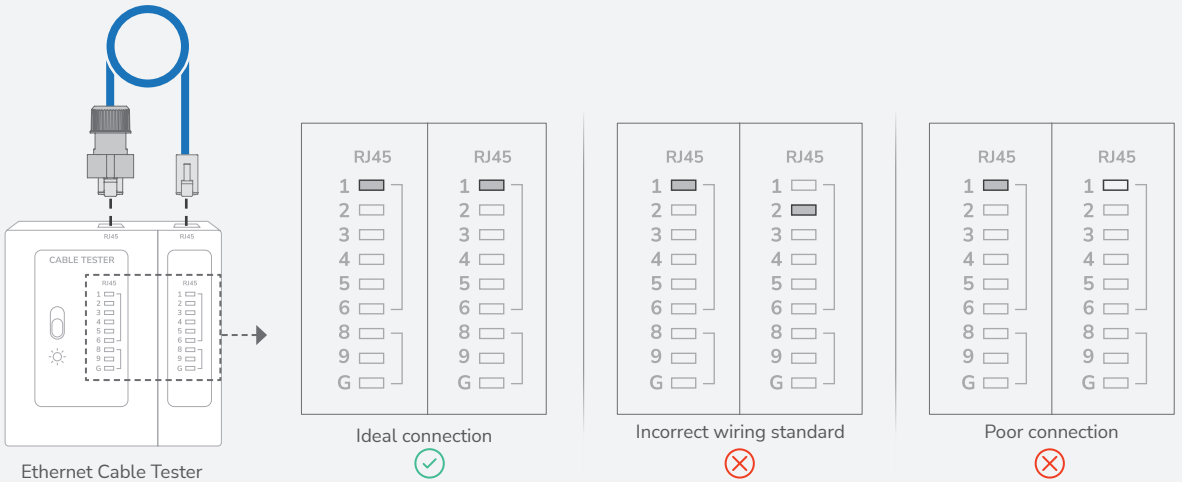 RJ45 RJ45
CABLE TESTER
RJ45 RJ45
1 1
2 2
3 3
4 4
5 5
6 6
8 8
9 9
G G
Ethernet Cable Tester
RJ45 RJ45
1 1
2 2
3 3
4 4
5 5
6 6
8 8
9 9
G G
Ideal connection
RJ45 RJ45
1 1
2 2
3 3
4 4
5 5
6 6
8 8
9 9
G G
Incorrect wiring standard
RJ45 RJ45
1 1
2 2
3 3
4 4
5 5
6 6
8 8
9 9
G G
Poor connection